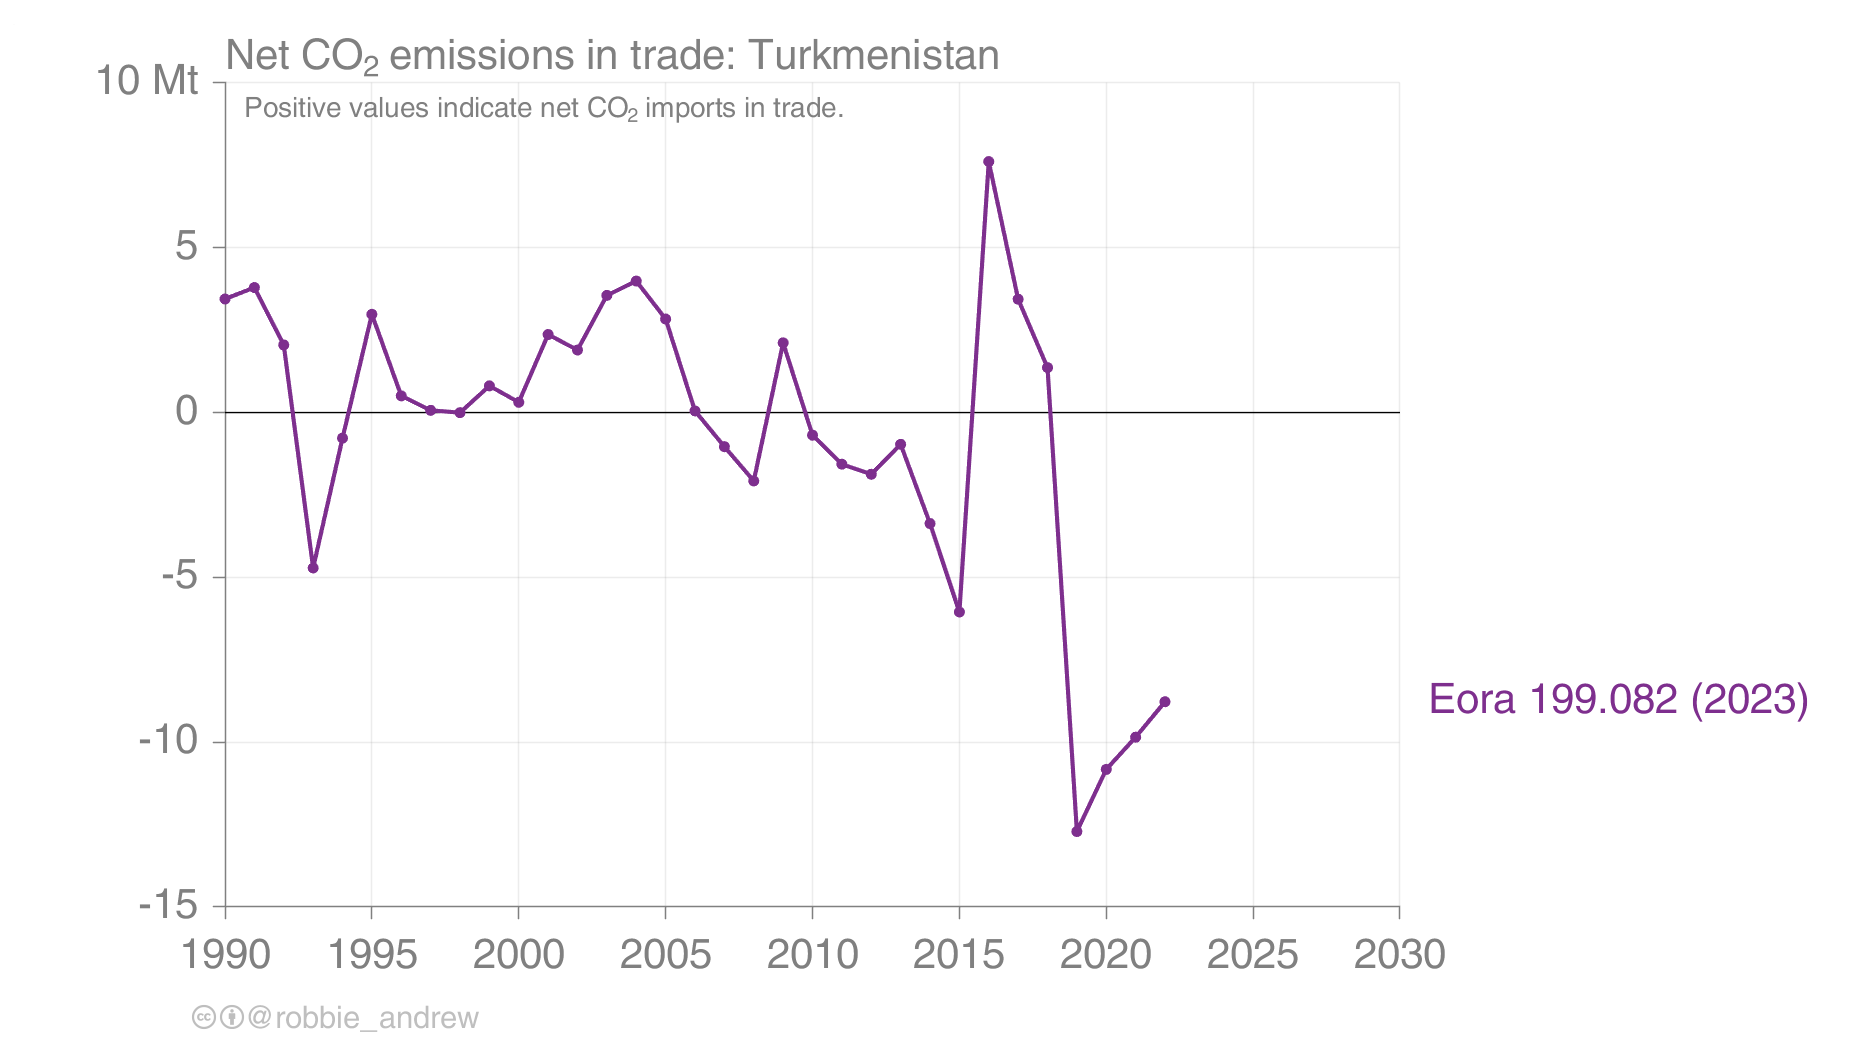 Net CO₂ emissions in trade: Turkmenistan
10 Mt
Positive values indicate net CO₂ imports in trade.
5
0
-5
-10
-15
Eora 199.082 (2023)
1990 1995 2000 2005 2010 2015 2020 2025 2030
@robbie_andrew